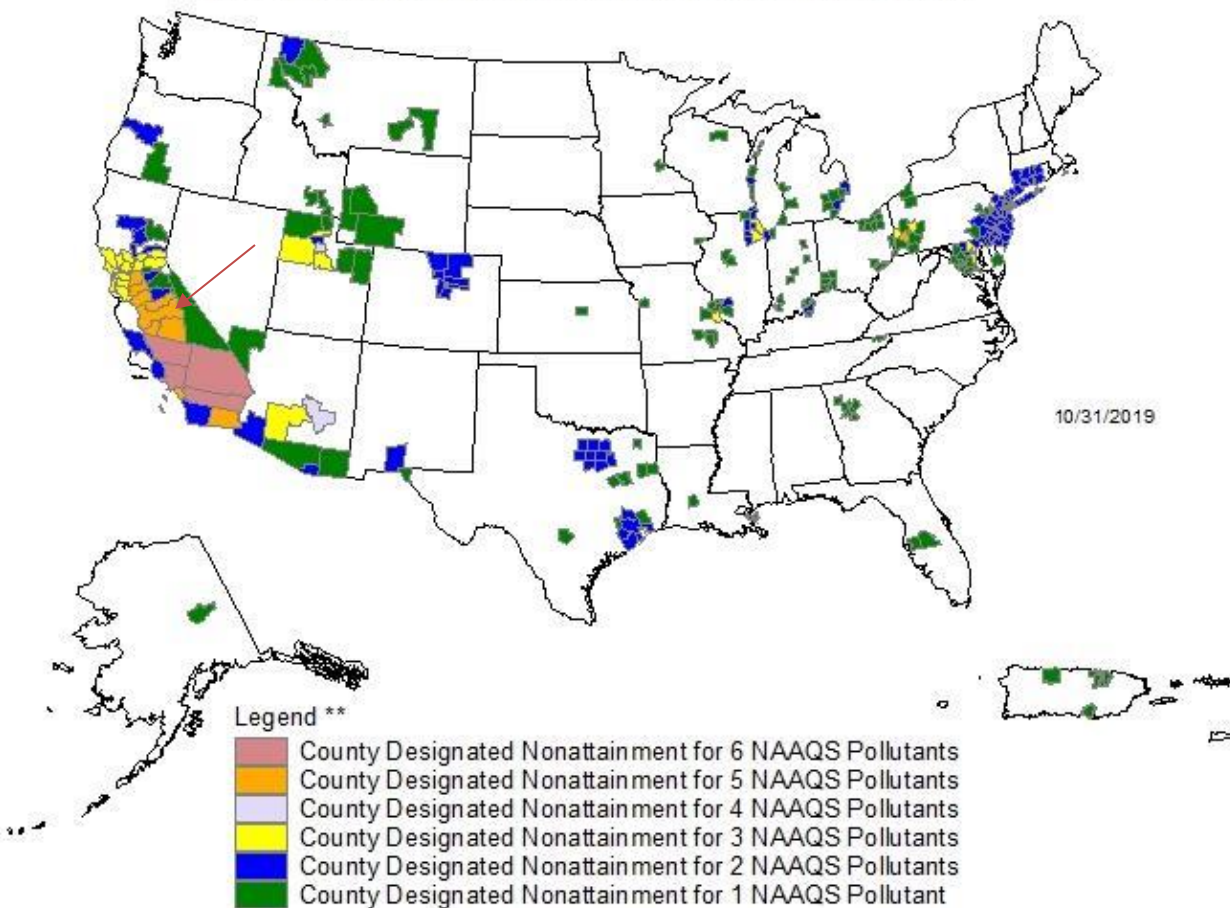 10/31/2019
Legend **
County Designated Nonattainment for 6 NAAQS Pollutants
County Designated Nonattainment for 5 NAAQS Pollutants
County Designated Nonattainment for 4 NAAQS Pollutants
County Designated Nonattainment for 3 NAAQS Pollutants
County Designated Nonattainment for 2 NAAQS Pollutants
County Designated Nonattainment for 1 NAAQS Pollutant